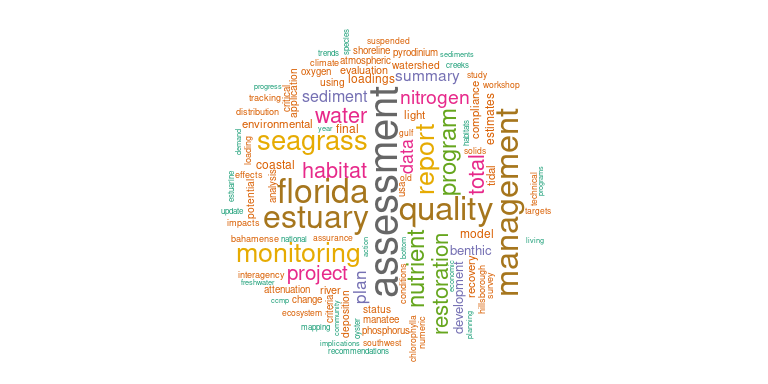 suspended
species
trends
shoreline
pyrodinium
sediments
climate
atmospheric
watershed
creeks
oxygen
evaluation
summary
study
progress
critical
application
using
loadings
workshop
tracking
sediment
nitrogen
compliance
estimates
distribution
water
assessment
light
environmental
year
final
gulf
data
report
program
habitats
management
demand
loading
seagrass
solids
coastal
habitat
total
tidal
effects
analysis
florida
usao
technical
programs
estuarine
potential
quality
update
estuary
targets
impacts
model
bahamense
national
assurance
action
bottom
nutrient
restoration
benthic
living
monitoring
interagency
project
plan
conditions
economic
development
recovery
hillsborough
survey
freshwater
attenuation
river
ccmp
change
criteria
deposition
status
ecosystem
community
oyster
manatee
mapping
phosphorus
chlorophylla
numeric
planning
implications
southwest
recommendations